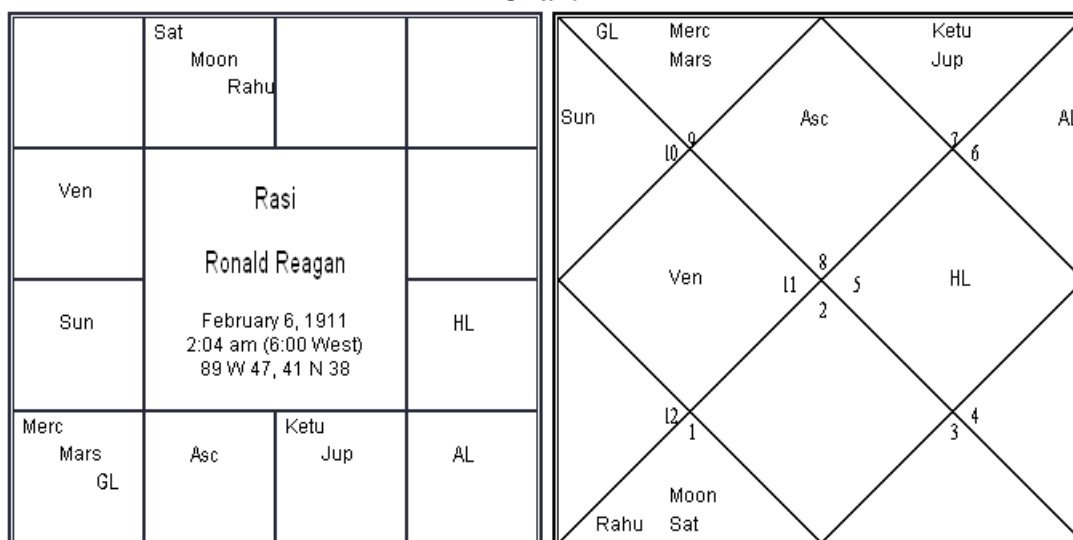 Sat
Moon
Rahu
Ven
Rasi
Ronald Reagan
February 6, 1911
2:04 am (6:00 West)
89 W 47, 41 N 38
Sun
HL
Merc
Mars
GL
Asc
Ketu
Jup
AL
GL Merc
Mars
Ketu
Jup
Sun
Asc
AL
9
10
7
6
Ven
8
11 5
2
HL
12
1
4
3
Moon
Rahu Sat